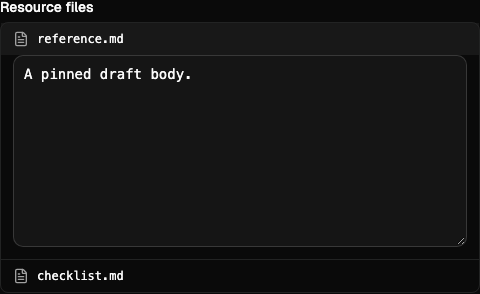 Resource files
reference.md
A pinned draft body.
checklist.md